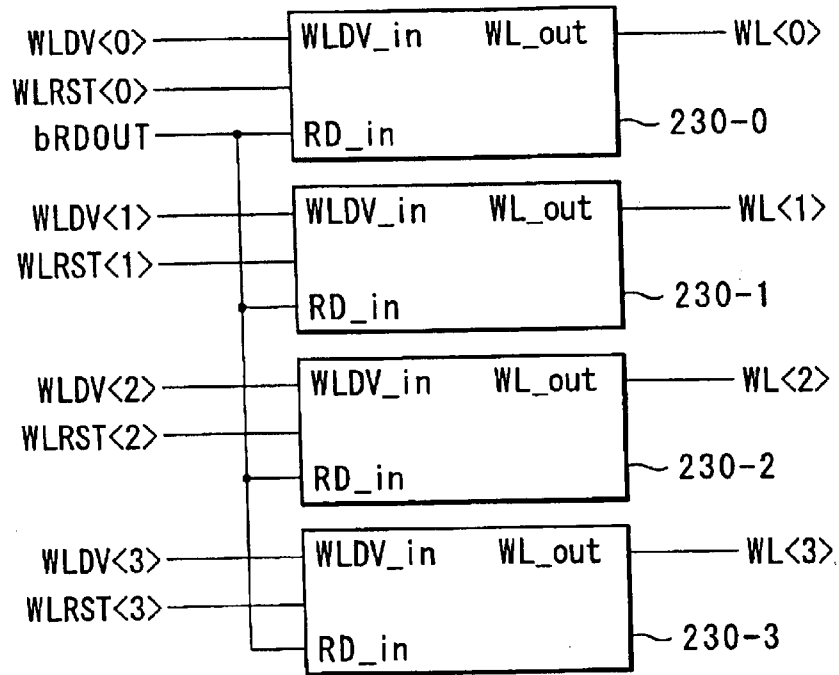 WLDV<0> WLDV_in WL_out WL<0>
WLRST<0>
bRDOUT RD_in 230-0
WLDV<1> WLDV_in WL_out WL<1>
WLRST<1>
RD_in 230-1
WLDV<2> WLDV_in WL_out WL<2>
WLRST<2>
RD_in 230-2
WLDV<3> WLDV_in WL_out WL<3>
WLRST<3>
RD_in 230-3